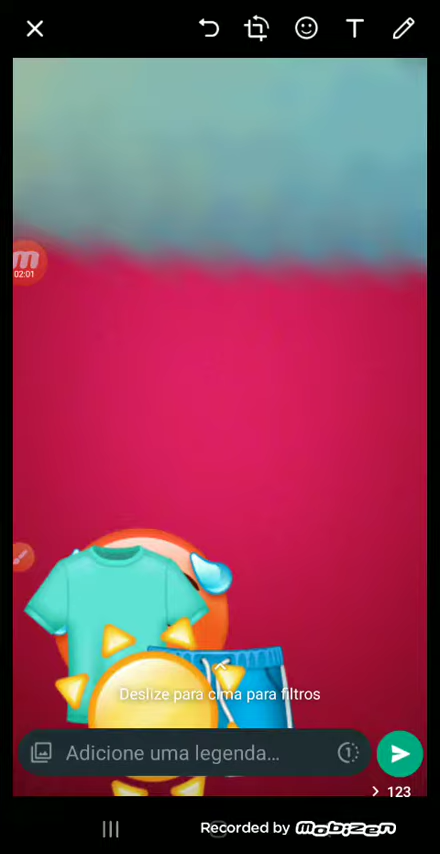 T
02:01
Deslize para cima para filtros
Adicione uma legenda...
1
123
Recorded by Mobizen